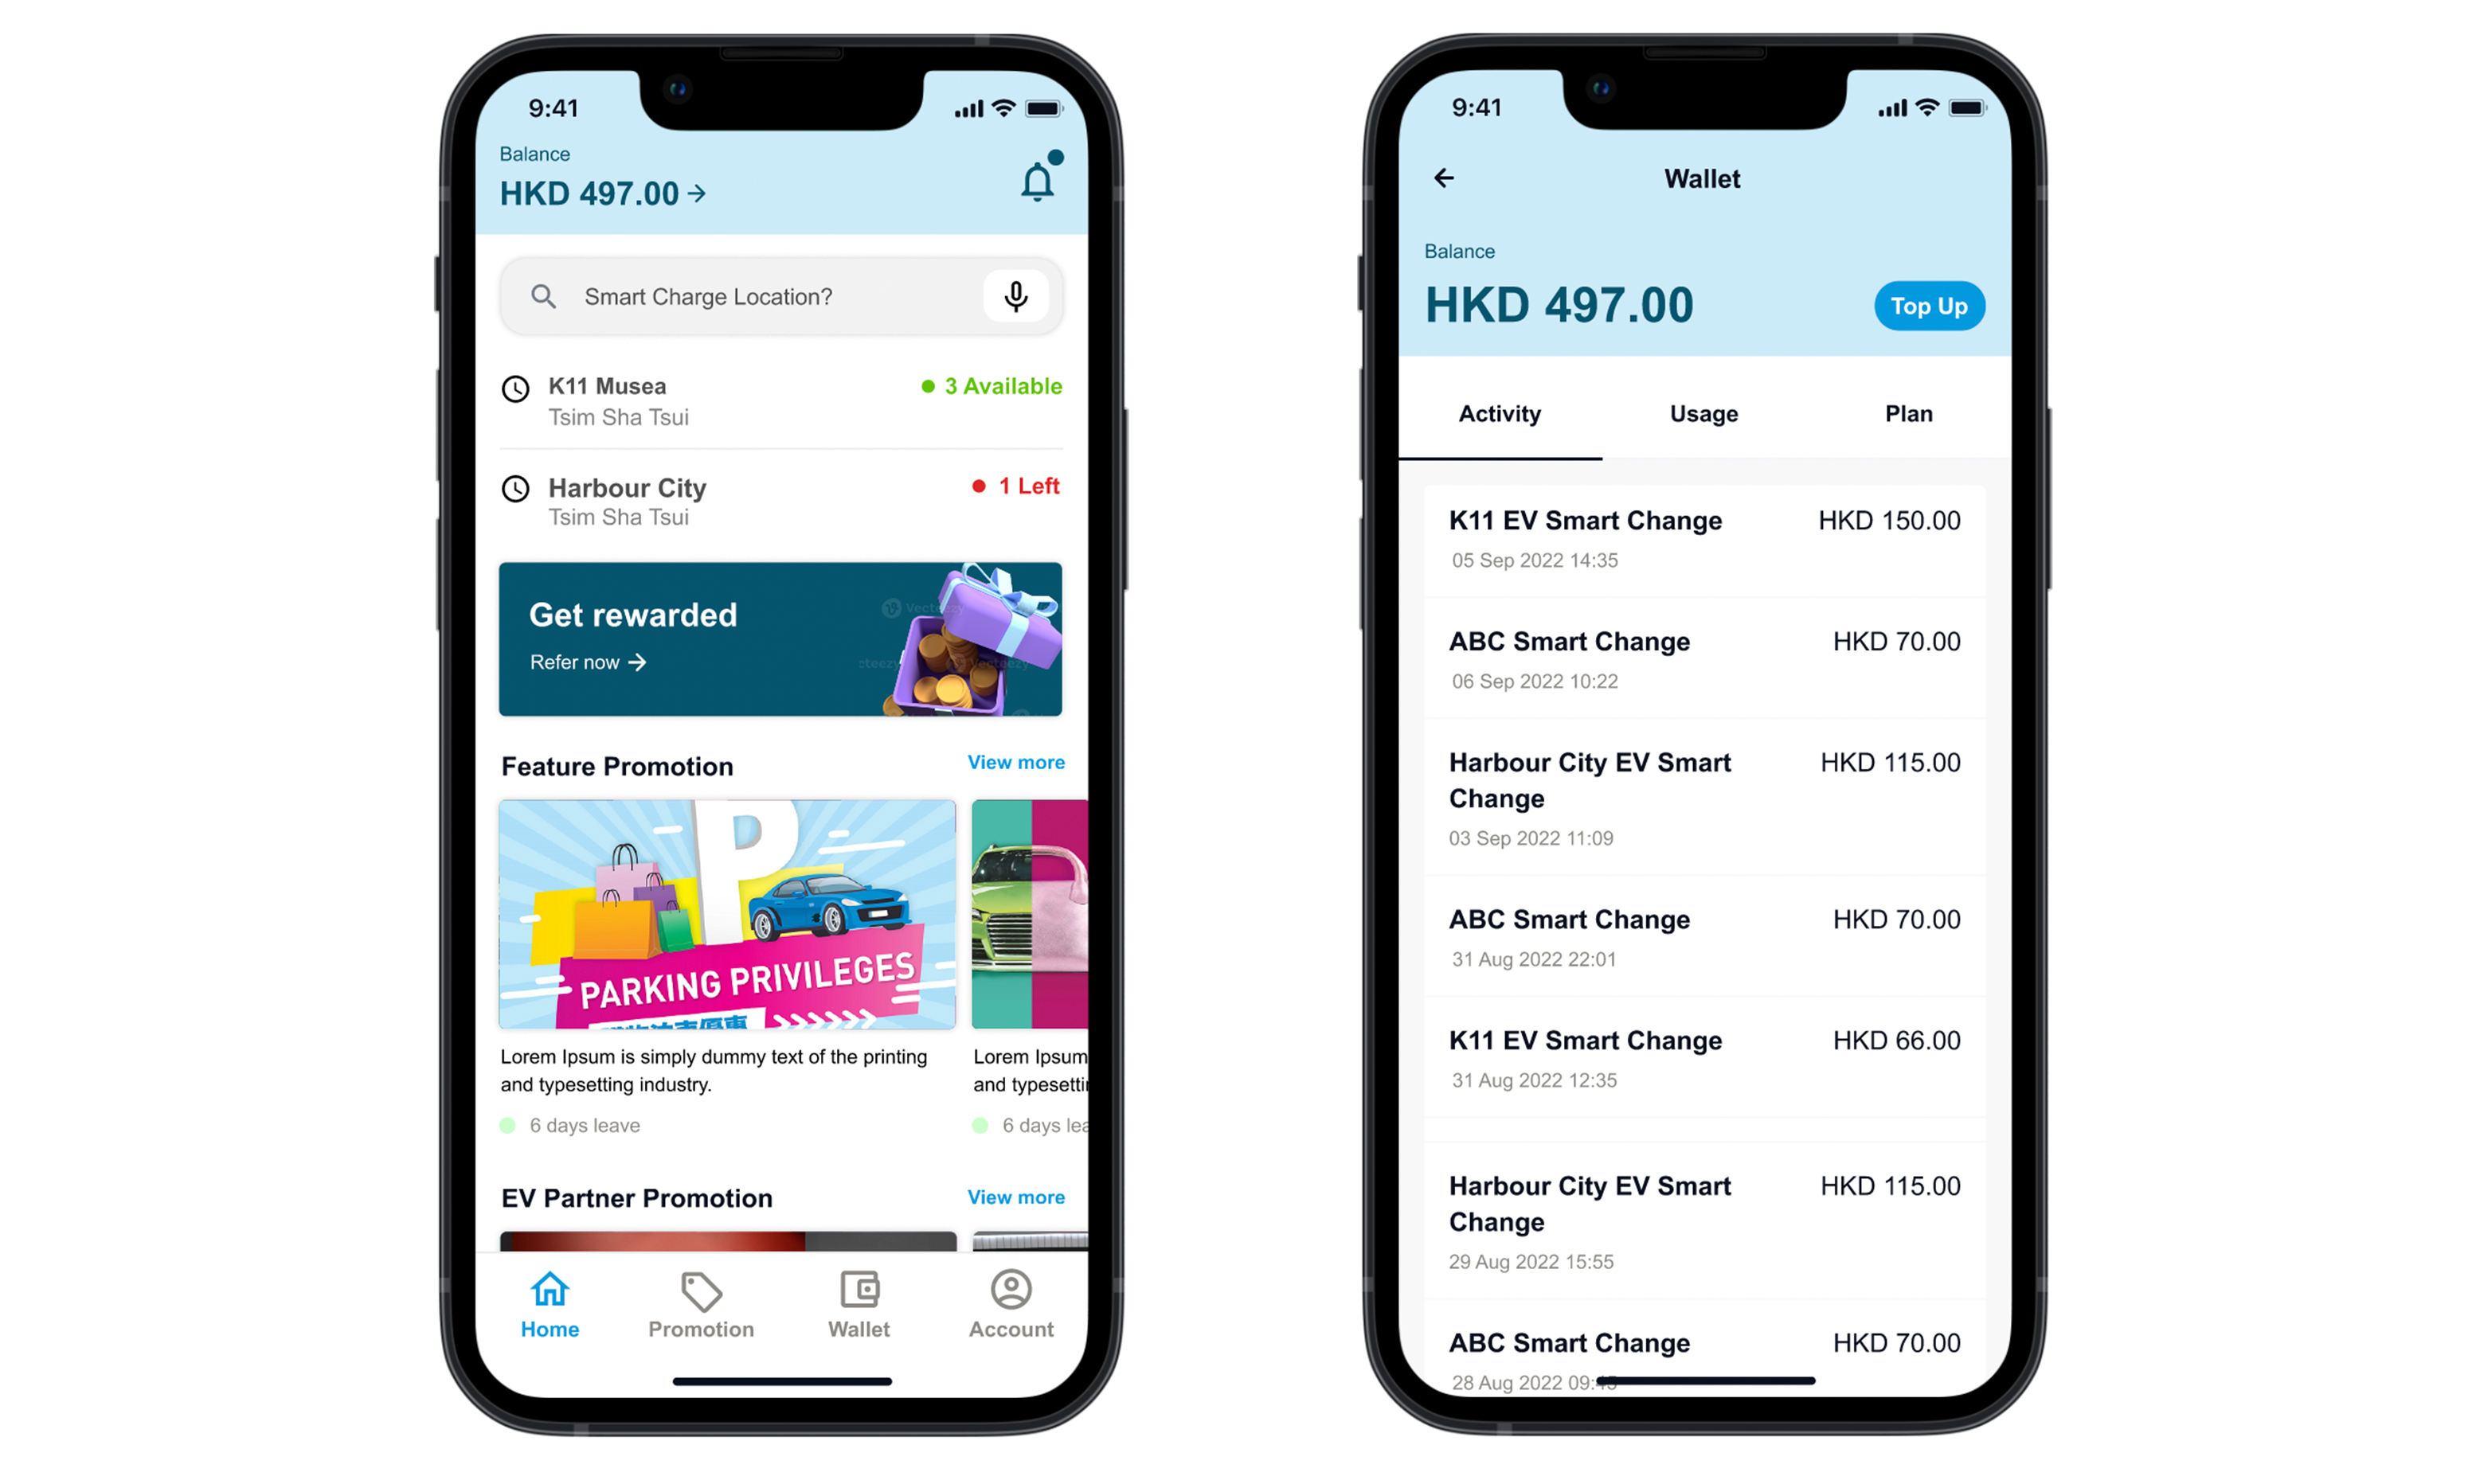 9:41
Balance
HKD 497.00
Smart Charge Location?
K11 Musea
3 Available
Tsim Sha Tsui
Harbour City
1 Left
Tsim Sha Tsui
Get rewarded
Refer now
Vecteezy
cteezy
Vecteezy
Feature Promotion
View more
P
PARKING PRIVILEGES
Lorem Ipsum is simply dummy text of the printing
and typesetting industry.
6 days leave
Lorem Ipsum
and typesetti
6 days lea
EV Partner Promotion
View more
Home
Promotion
Wallet
Account
9:41
Wallet
Balance
HKD 497.00
Top Up
Activity
Usage
Plan
K11 EV Smart Change
HKD 150.00
05 Sep 2022 14:35
ABC Smart Change
HKD 70.00
06 Sep 2022 10:22
Harbour City EV Smart
Change
HKD 115.00
03 Sep 2022 11:09
ABC Smart Change
HKD 70.00
31 Aug 2022 22:01
K11 EV Smart Change
HKD 66.00
31 Aug 2022 12:35
Harbour City EV Smart
Change
HKD 115.00
29 Aug 2022 15:55
ABC Smart Change
HKD 70.00
28 Aug 2022